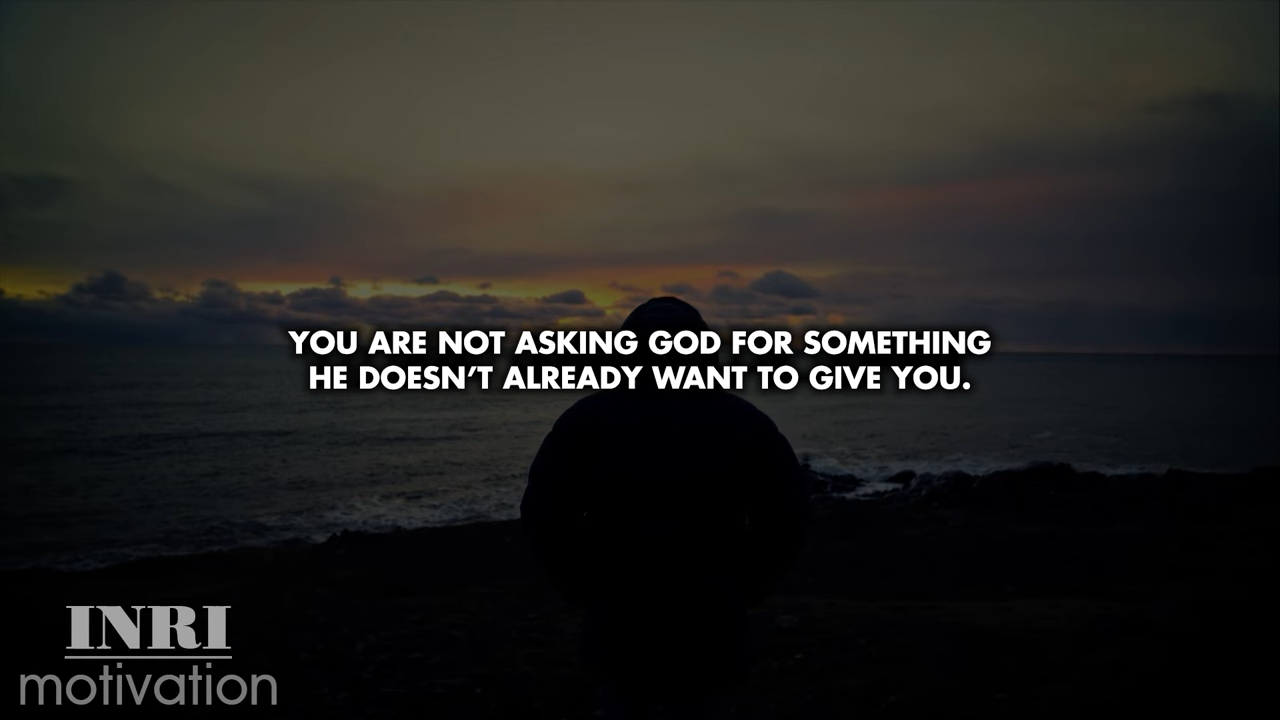 YOU ARE NOT ASKING GOD FOR SOMETHING
HE DOESN'T ALREADY WANT TO GIVE YOU.
INRI
motivation